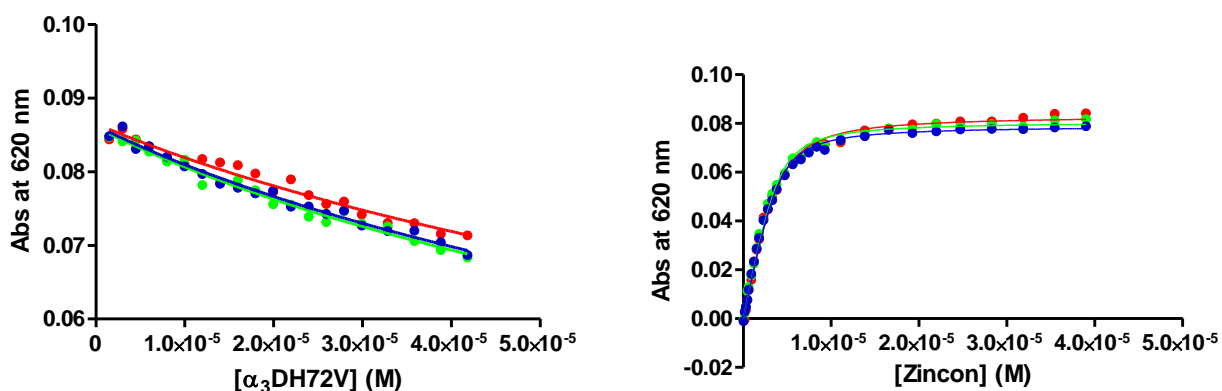 0.10
0.09
0.08
0.07
0.06
Abs at 620 nm
0 1.0×10⁻⁵ 2.0×10⁻⁵ 3.0×10⁻⁵ 4.0×10⁻⁵ 5.0×10⁻⁵
[α₃DH72V] (M)
0.10
0.08
0.06
0.04
0.02
0.00
-0.02
Abs at 620 nm
1.0×10⁻⁵ 2.0×10⁻⁵ 3.0×10⁻⁵ 4.0×10⁻⁵ 5.0×10⁻⁵
[Zincon] (M)